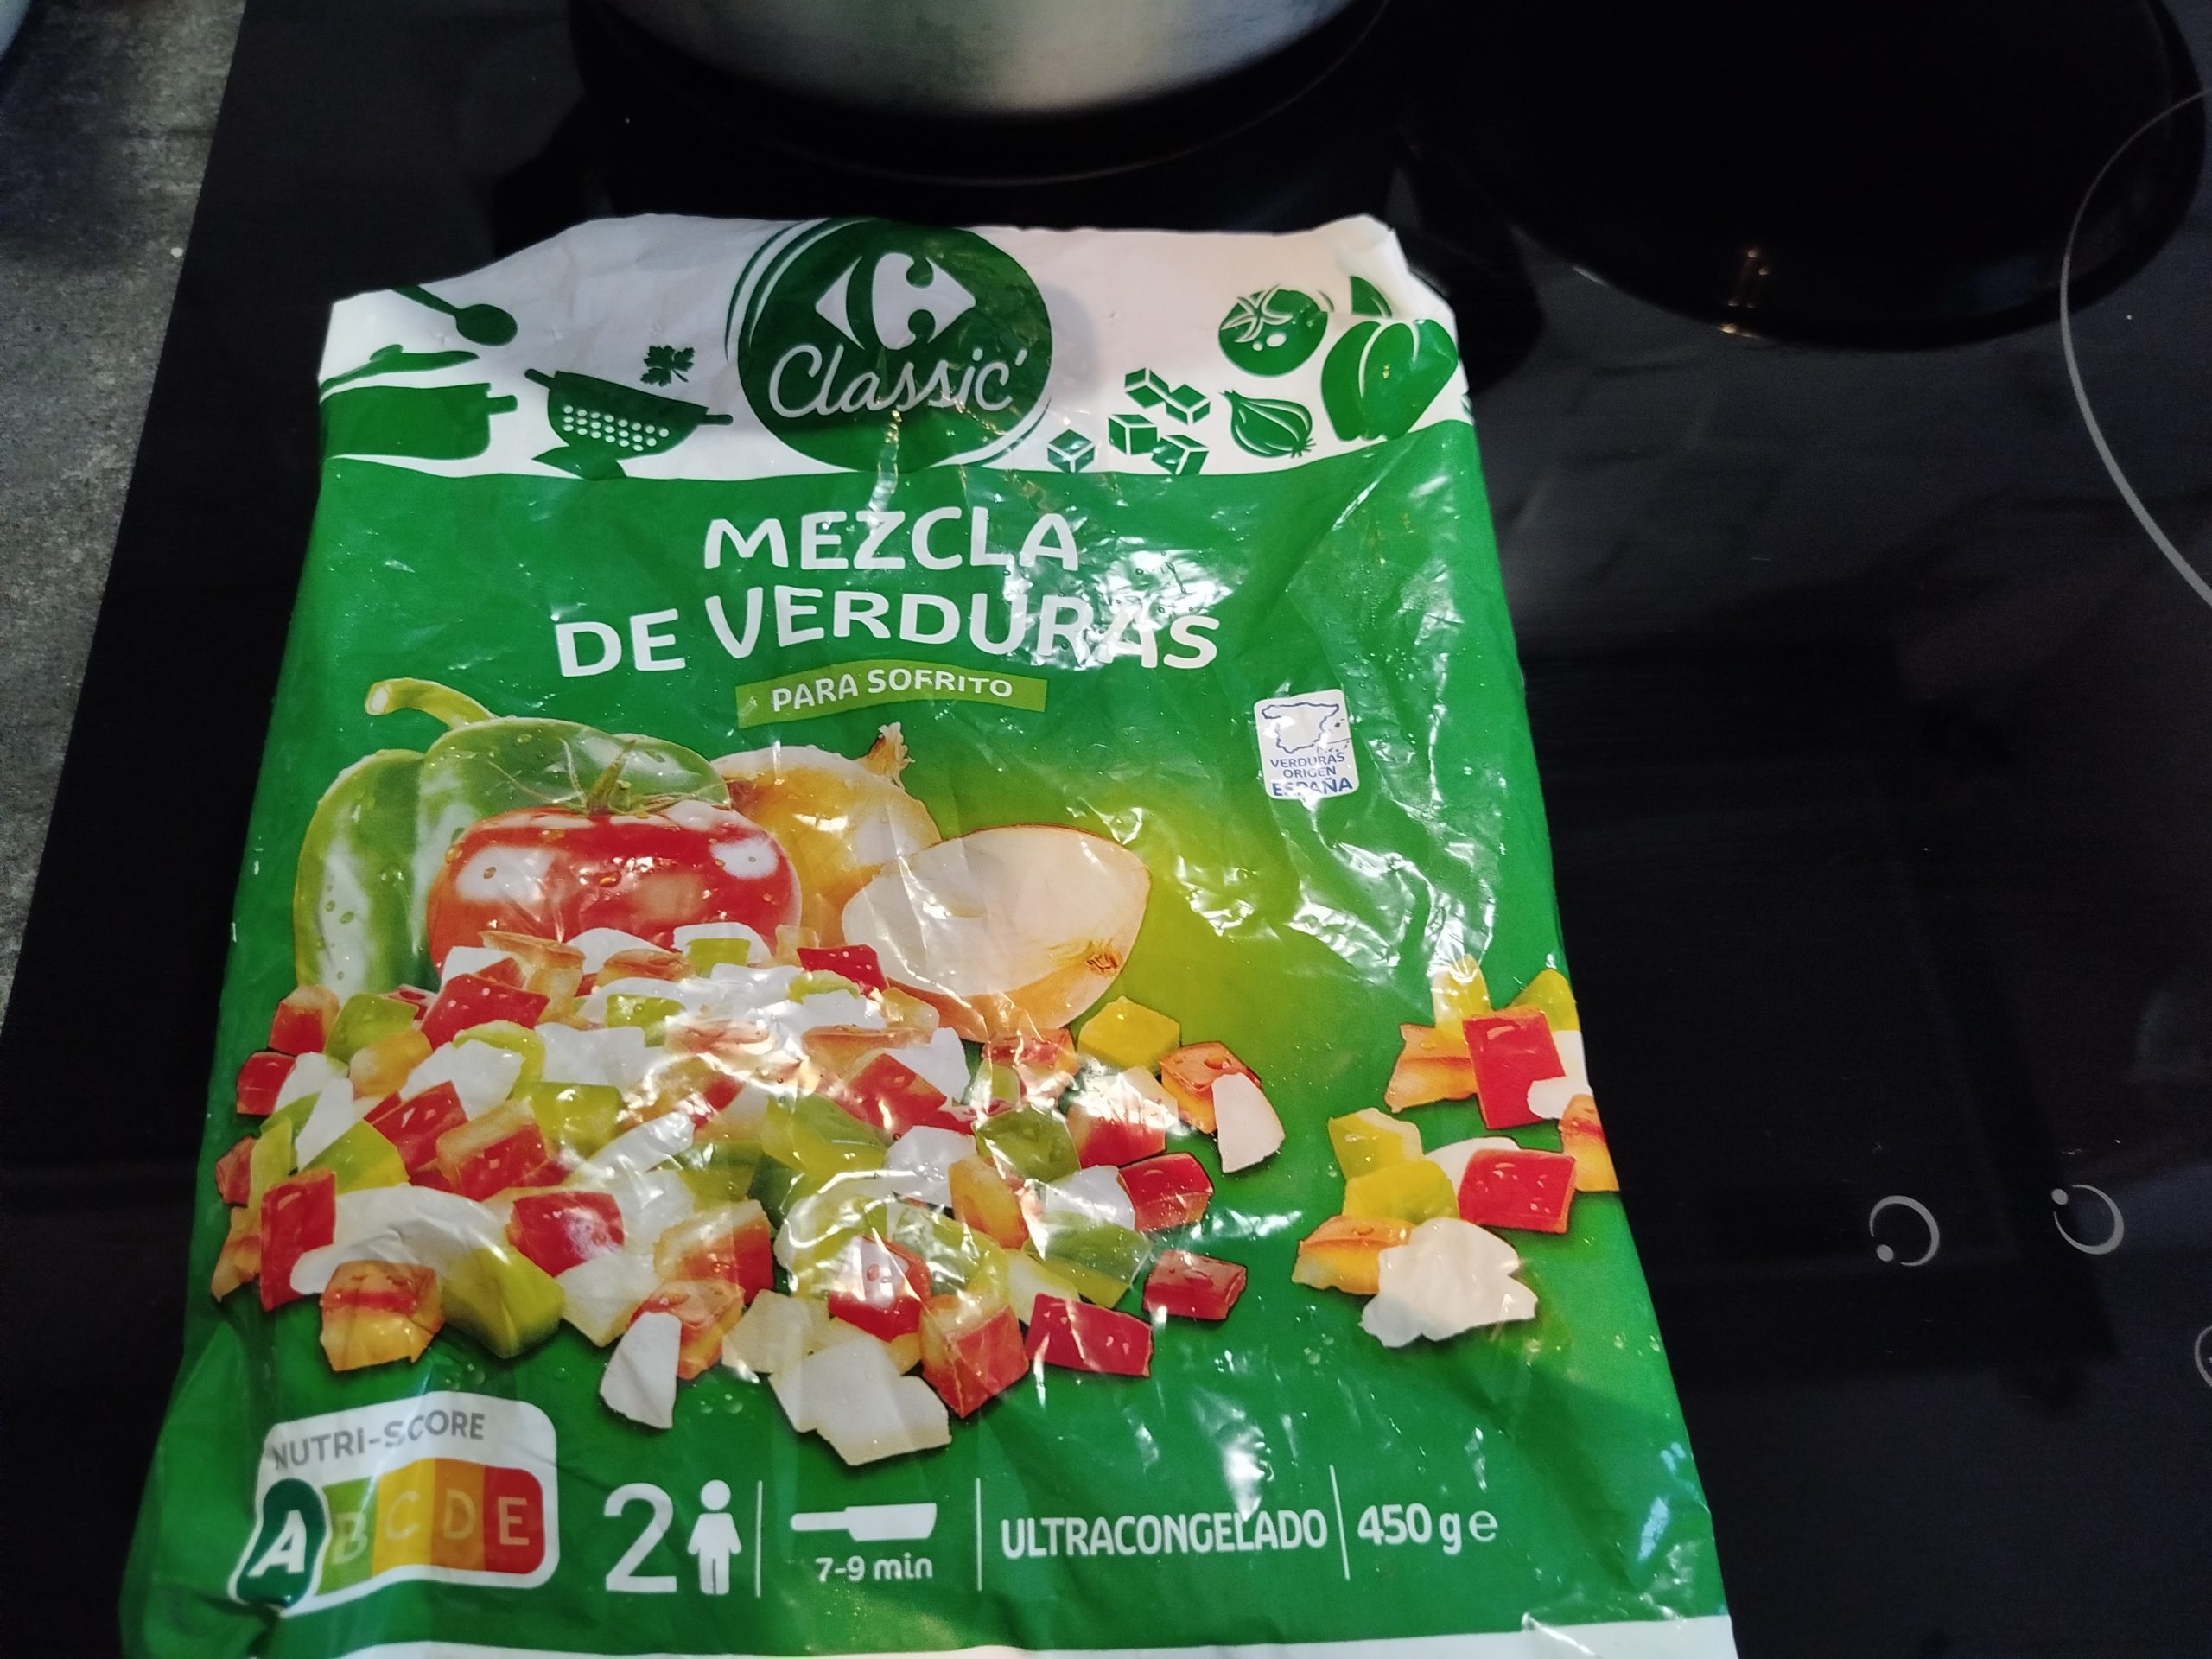 Classic'
MEZCLA
DE VERDURAS
PARA SOFRITO
VERDURAS
ORIGEN
ESPAÑA
NUTRI-SCORE
A B C D E
2
7-9 min
ULTRACONGELADO
450 g e